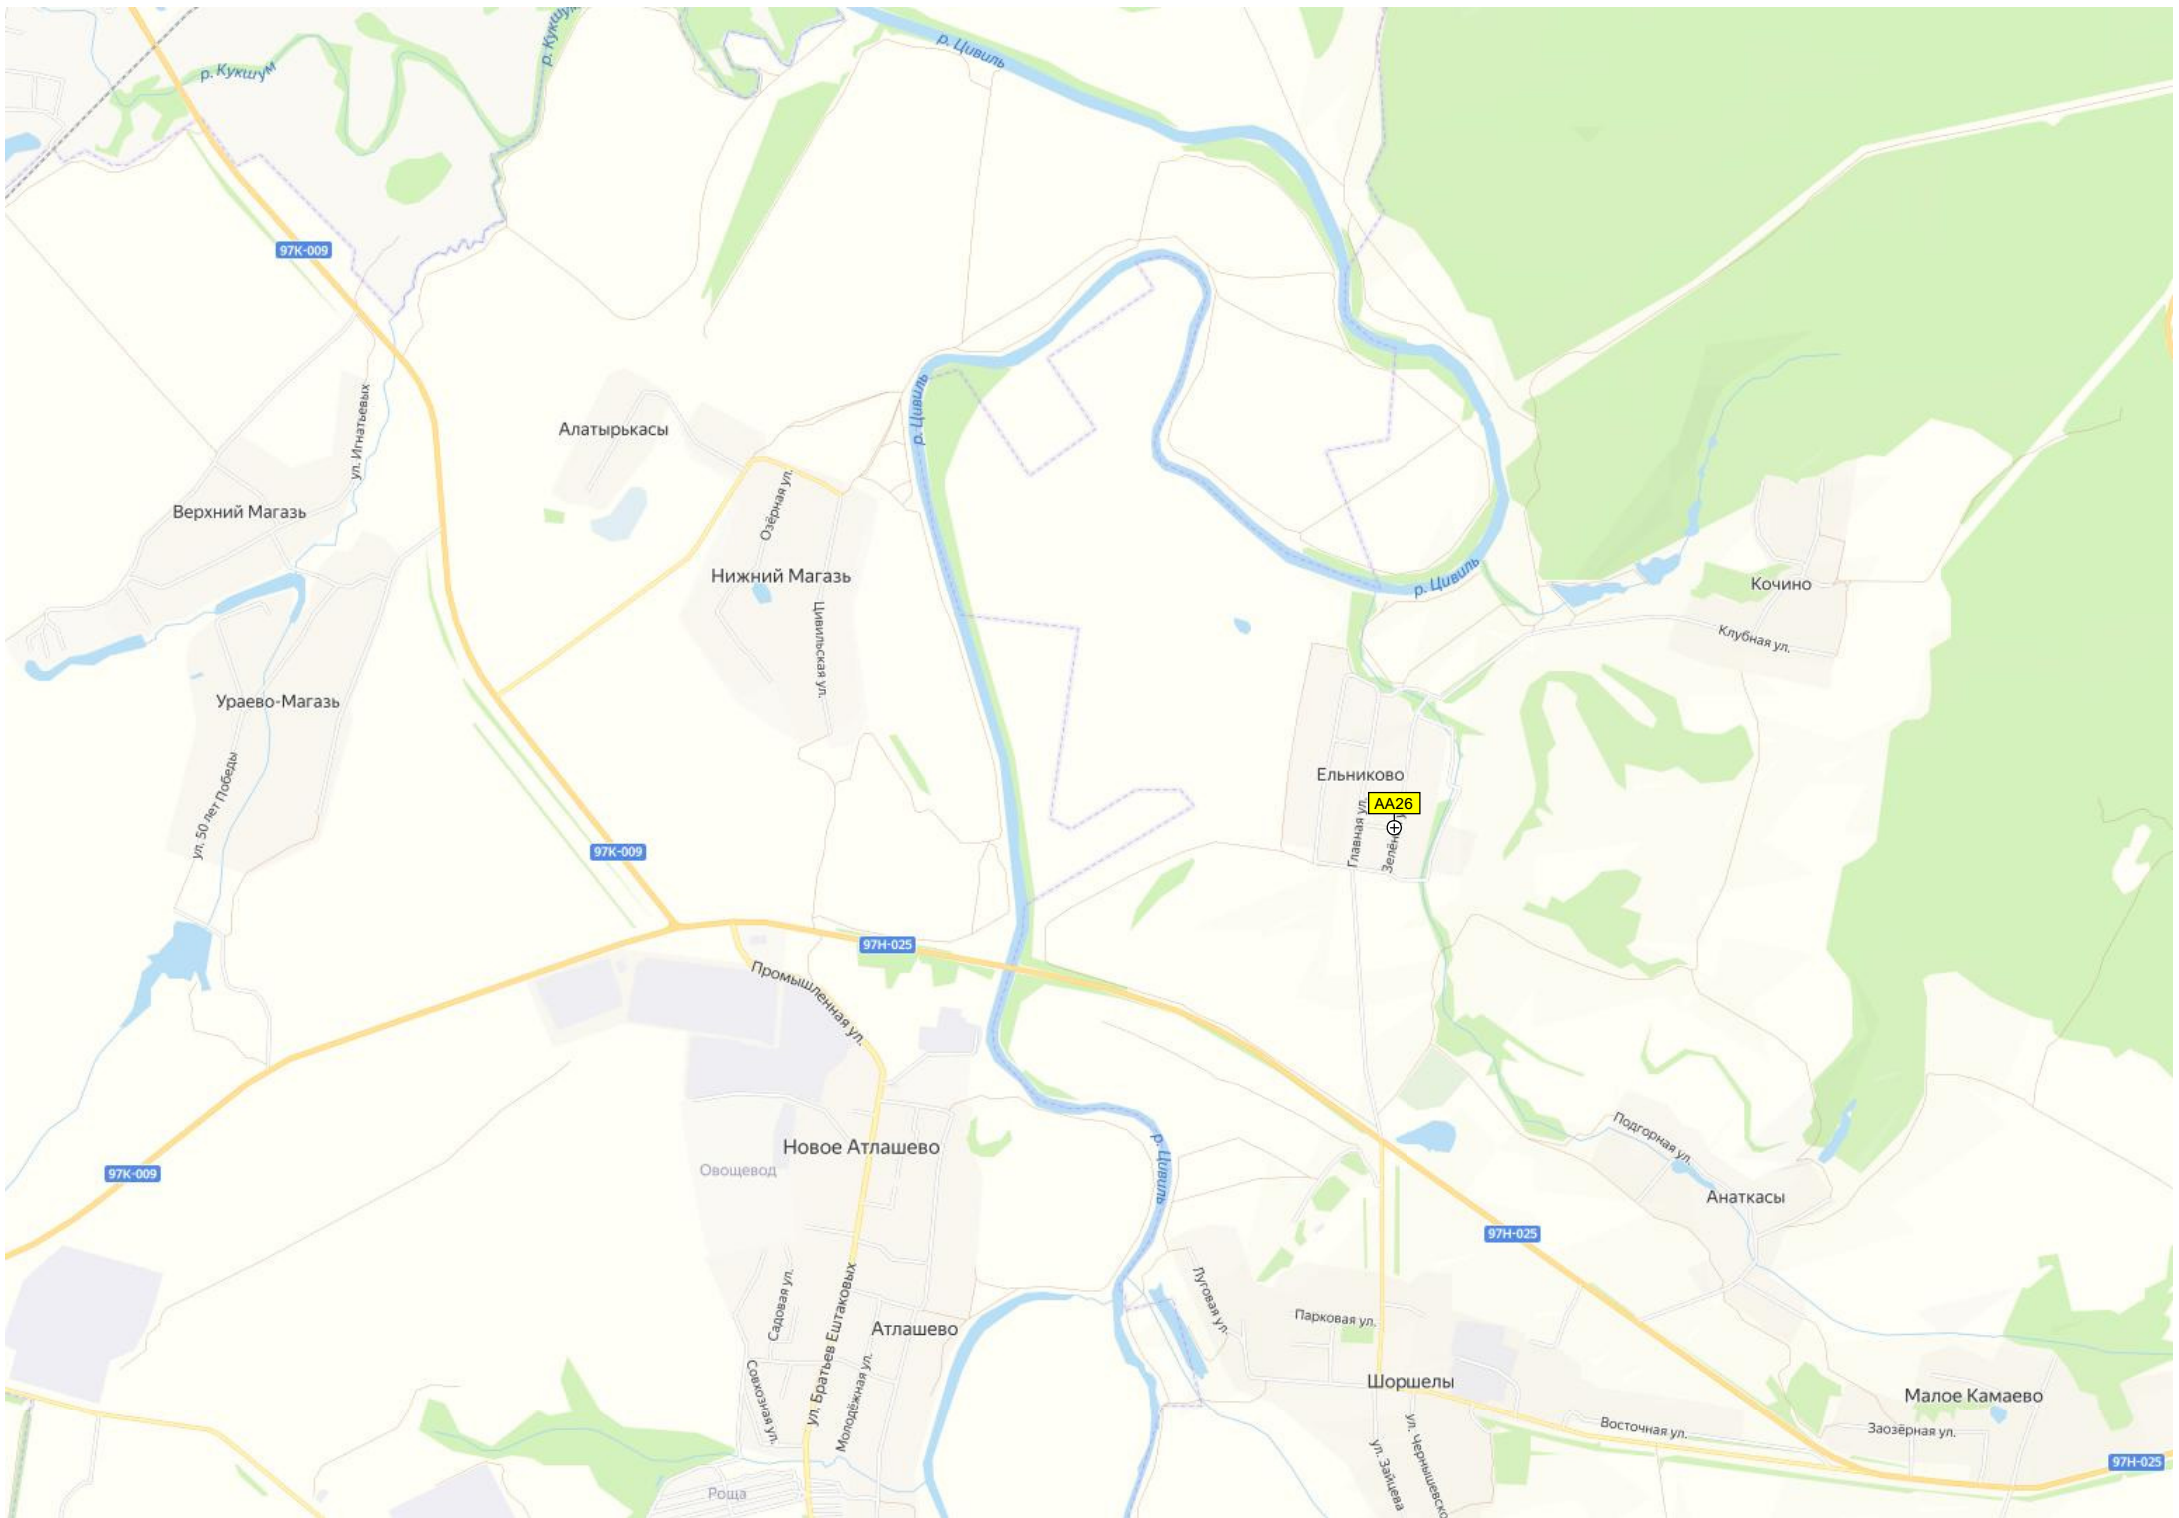 р. Цивиль
р. Кукшум
р. Кукшум
97К-009
р. Цивиль
ул. Игнатьевых
Алатырькасы
Озёрная ул.
Верхний Магазь
Нижний Магазь
р. Цивиль
Кочино
Цивильская ул.
Клубная ул.
Ураево-Магазь
Ельниково
ул. 50 лет Победы
АА26
Главная ул.
97К-009
97Н-025
Промышленная ул.
Новое Атлашево
Подгорная ул.
р. Цивиль
97К-009
Овощевод
Анаткасы
97Н-025
Луговая ул.
Садовая ул.
Парковая ул.
Атлашево
ул. Братьев Ештаковых
Шоршелы
Малое Камаево
Совхозная ул.
Молодёжная ул.
Восточная ул.
Заозёрная ул.
ул. Зайцева
97Н-025
Роща